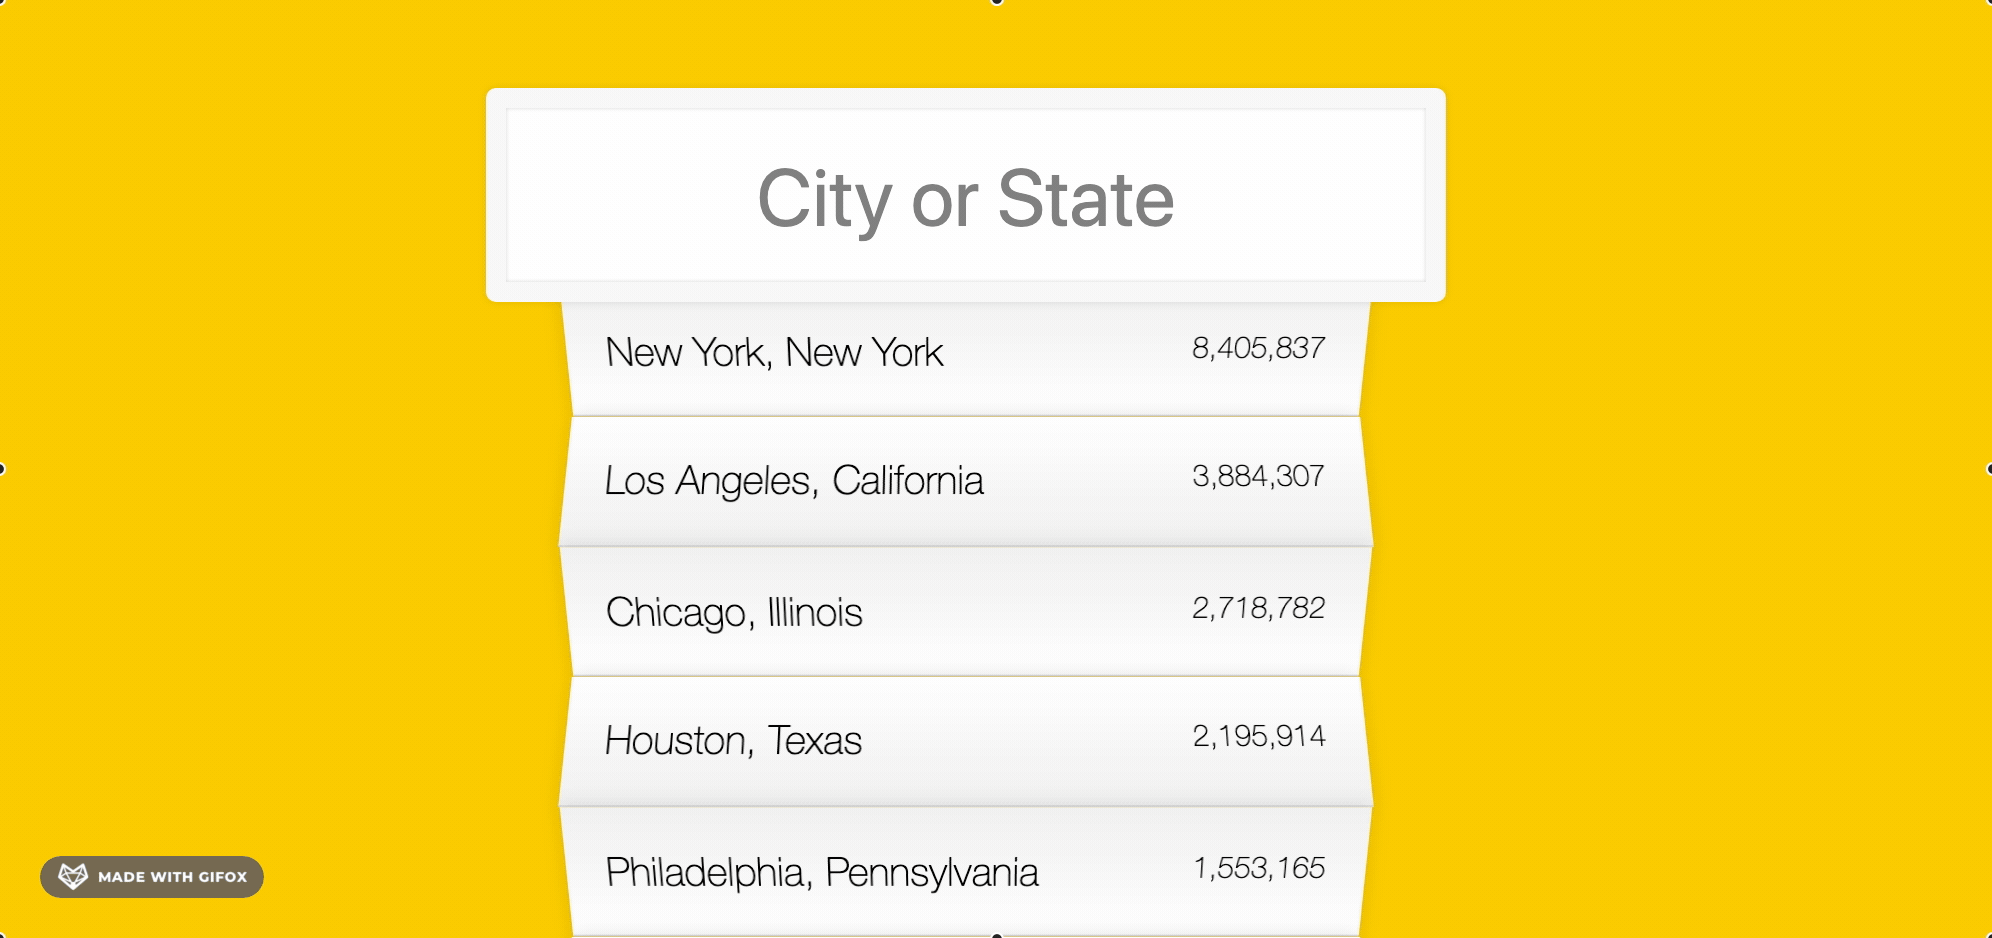 City or State
New York, New York 8,405,837
Los Angeles, California 3,884,307
Chicago, Illinois 2,718,782
Houston, Texas 2,195,914
Philadelphia, Pennsylvania 1,553,165
MADE WITH GIFOX